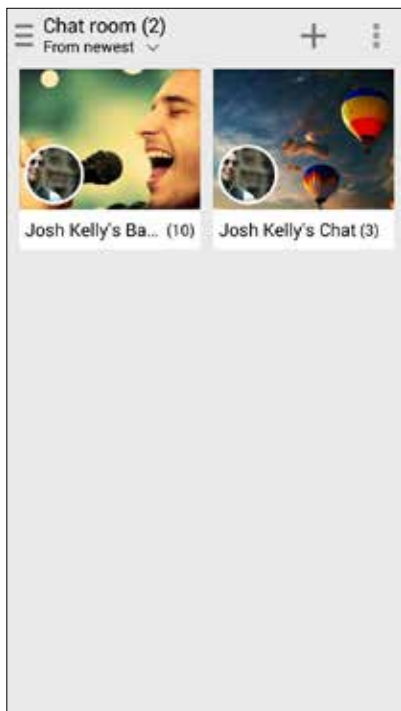 Chat room (2)
From newest
Josh Kelly's Ba... (10)
Josh Kelly's Chat (3)